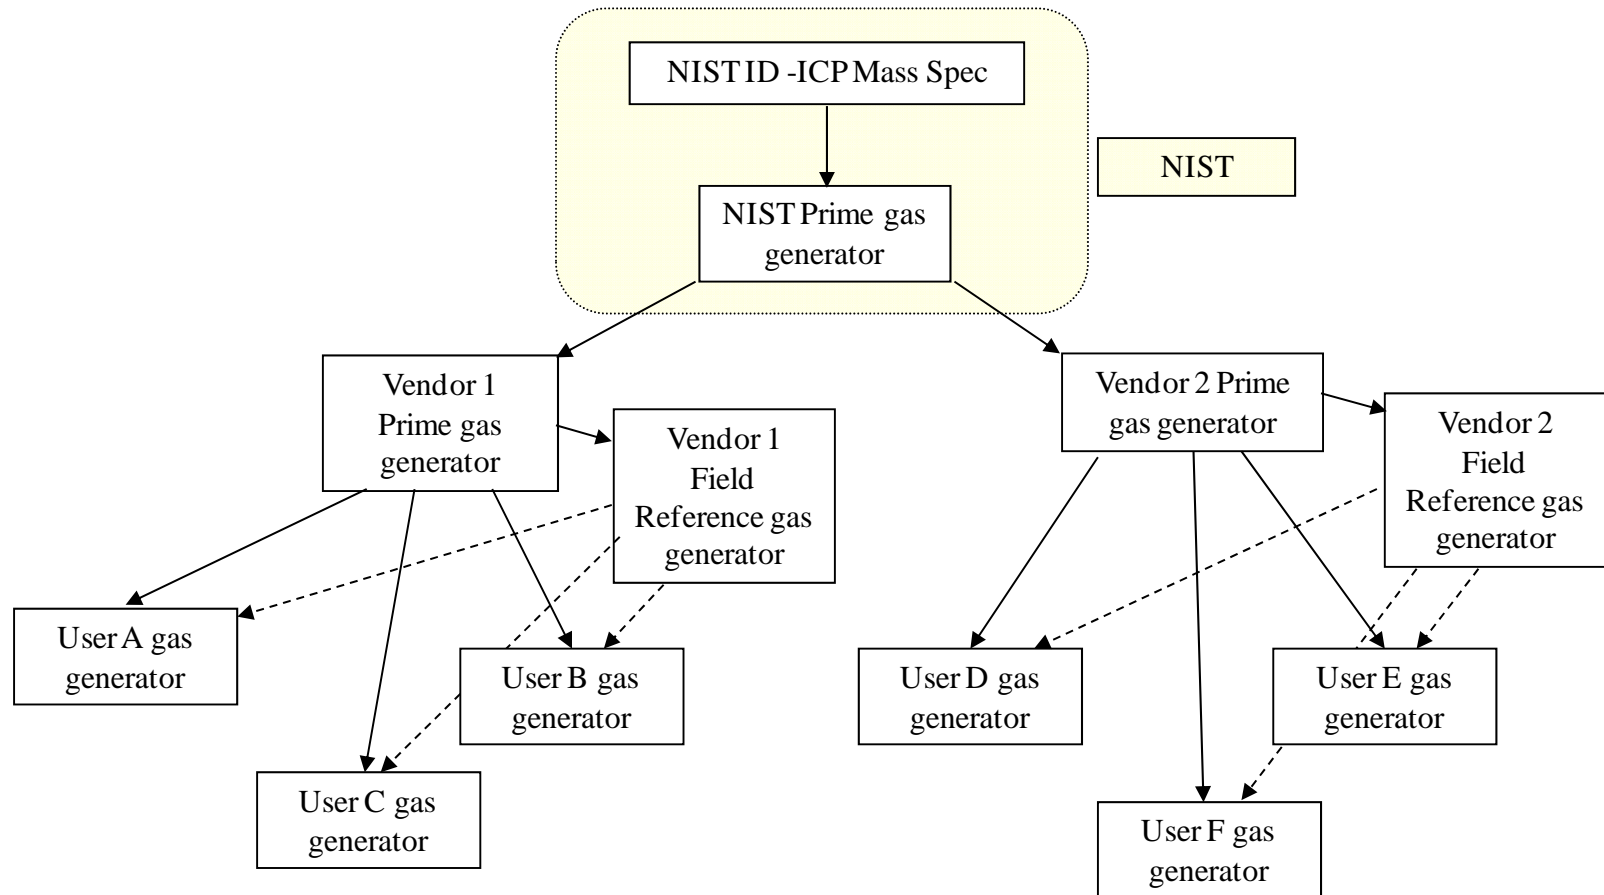 NIST ID -ICP Mass Spec
NIST
NIST Prime gas
generator
Vendor 1
Prime gas
generator
Vendor 1
Field
Reference gas
generator
Vendor 2 Prime
gas generator
Vendor 2
Field
Reference gas
generator
User A gas
generator
User B gas
generator
User C gas
generator
User D gas
generator
User E gas
generator
User F gas
generator